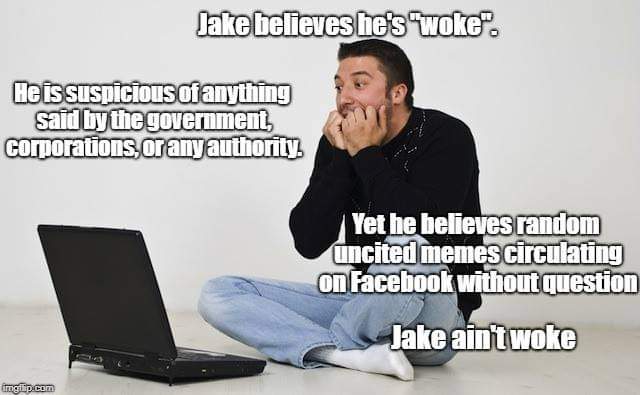 Jake believes he's "woke".
He is suspicious of anything
said by the government,
corporations, or any authority.
Yet he believes random
uncited memes circulating
on Facebook without question
Jake ain't woke
imgflip.com